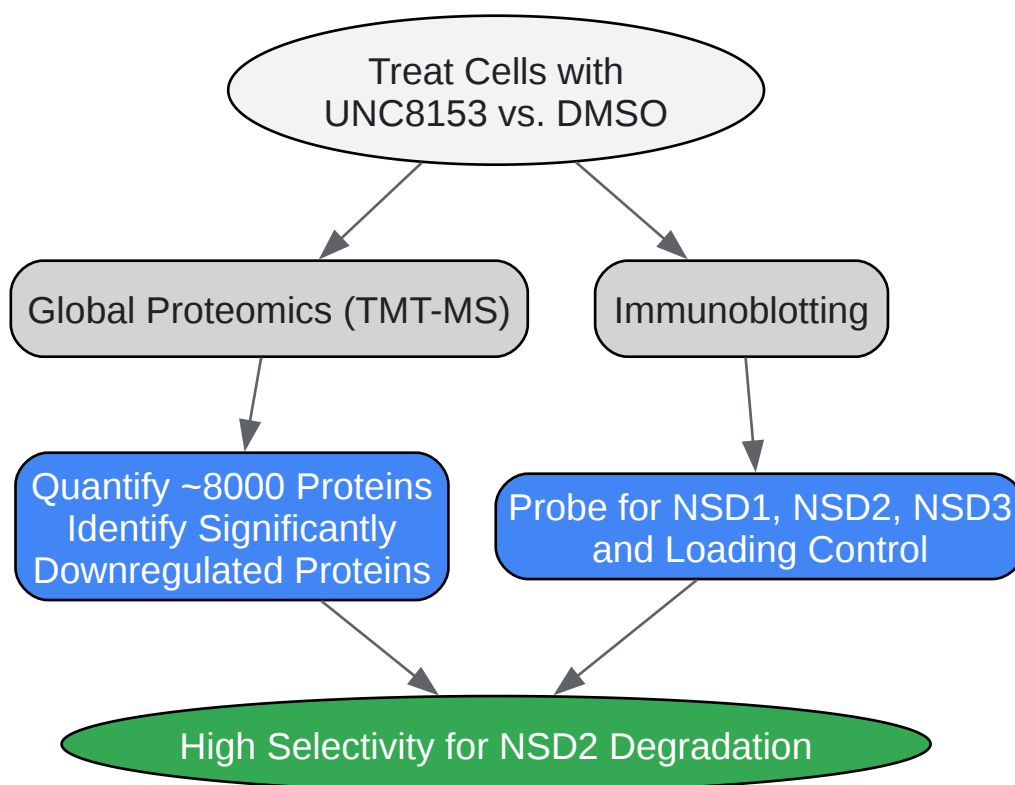 Treat Cells with
UNC8153 vs. DMSO
Global Proteomics (TMT-MS)
Immunoblotting
Quantify ~8000 Proteins
Identify Significantly
Downregulated Proteins
Probe for NSD1, NSD2, NSD3
and Loading Control
High Selectivity for NSD2 Degradation